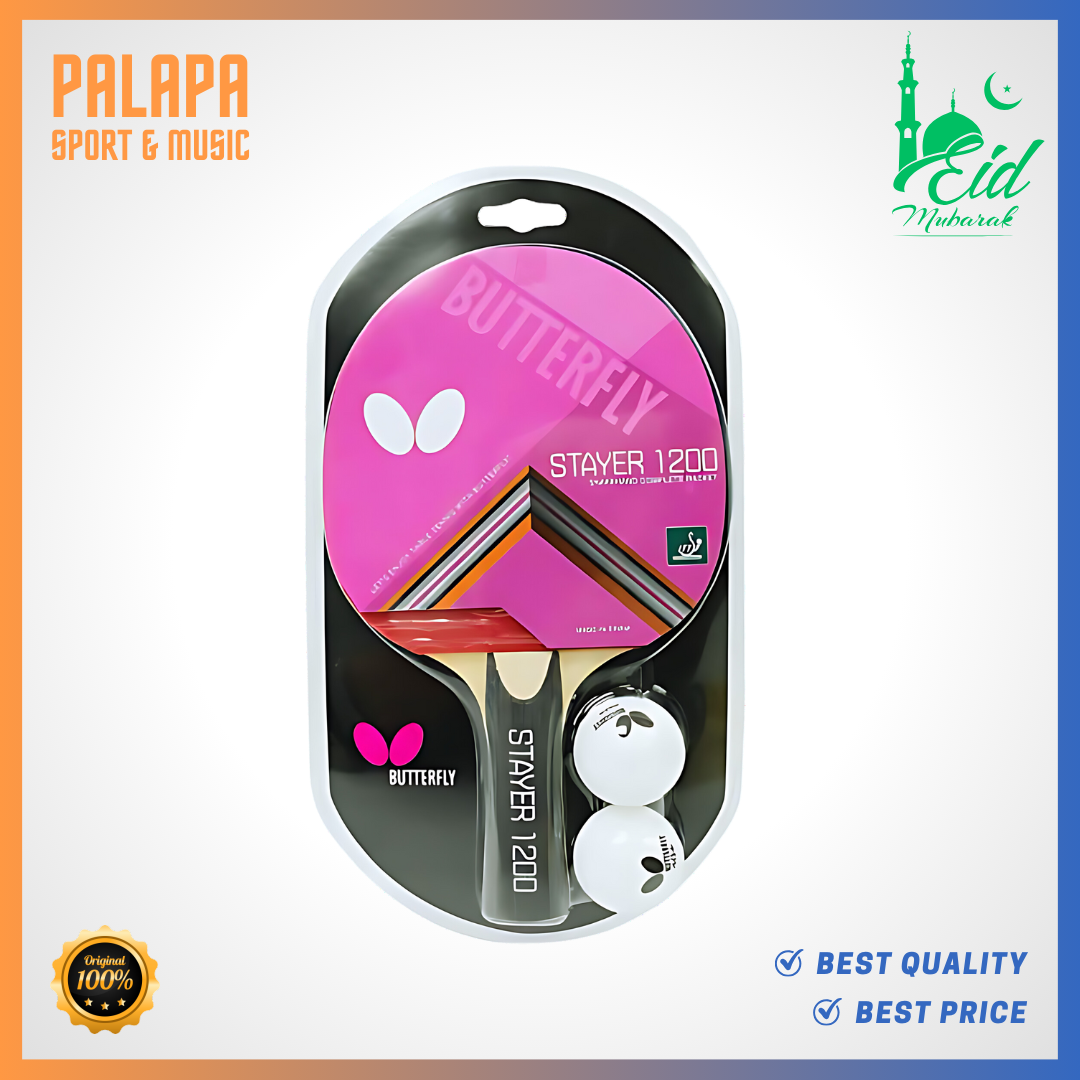 PALAPA
SPORT & MUSIC
Eid
Mubarak
BUTTERFLY
STAYER 1200
BUTTERFLY
STAYER 1200
Original
100%
BEST QUALITY
BEST PRICE